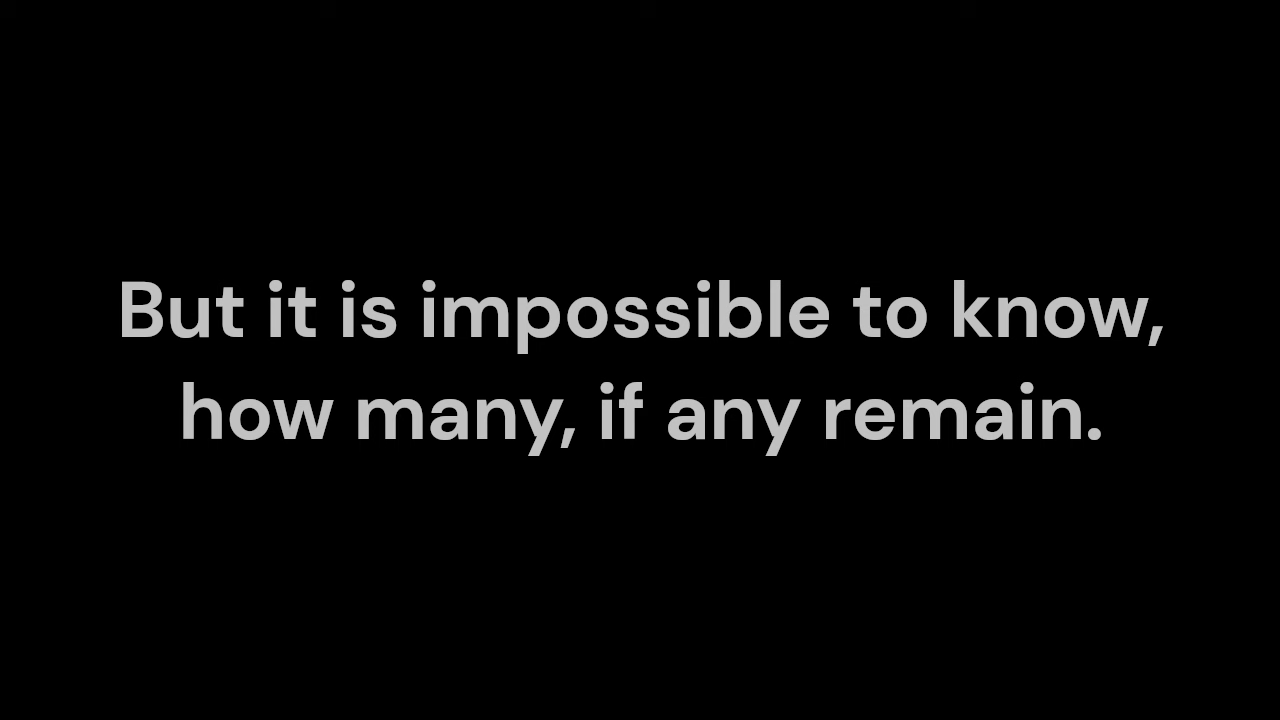 But it is impossible to know,
how many, if any remain.